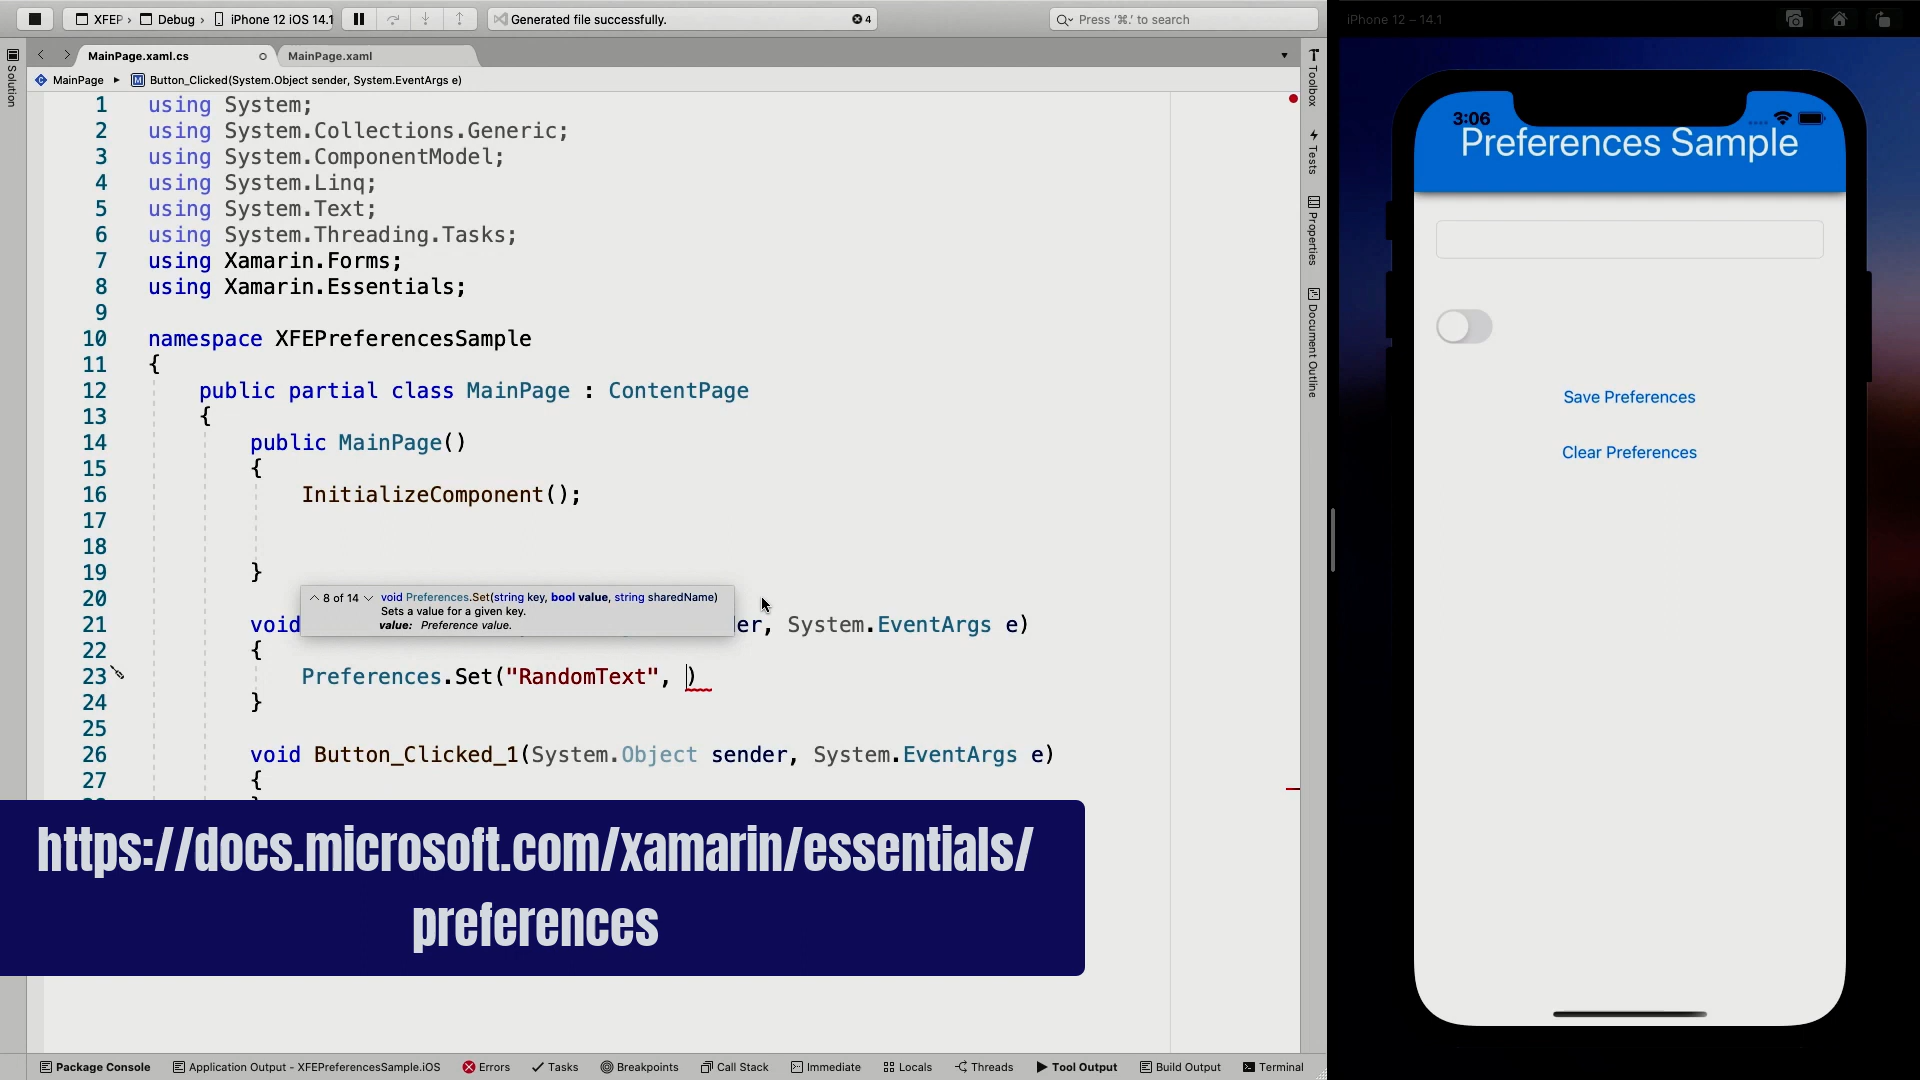 XFEP › Debug › iPhone 12 iOS 14.1
Generated file successfully.
4
Press '⌘.' to search
iPhone 12 – 14.1
MainPage.xaml.cs
MainPage.xaml
MainPage ▸ M Button_Clicked(System.Object sender, System.EventArgs e)
Solution
Toolbox
Tests
Properties
Document Outline
1 using System;
2 using System.Collections.Generic;
3 using System.ComponentModel;
4 using System.Linq;
5 using System.Text;
6 using System.Threading.Tasks;
7 using Xamarin.Forms;
8 using Xamarin.Essentials;
9
10 namespace XFEPreferencesSample
11 {
12 public partial class MainPage : ContentPage
13 {
14 public MainPage()
15 {
16 InitializeComponent();
17
18
19 }
20
8 of 14 void Preferences.Set(string key, bool value, string sharedName)
Sets a value for a given key.
value: Preference value.
21 void er, System.EventArgs e)
22 {
23 Preferences.Set("RandomText", )
24 }
25
26 void Button_Clicked_1(System.Object sender, System.EventArgs e)
27 {
https://docs.microsoft.com/xamarin/essentials/
preferences
3:06
Preferences Sample
Save Preferences
Clear Preferences
Package Console
Application Output - XFEPreferencesSample.iOS
Errors
Tasks
Breakpoints
Call Stack
Immediate
Locals
Threads
Tool Output
Build Output
Terminal